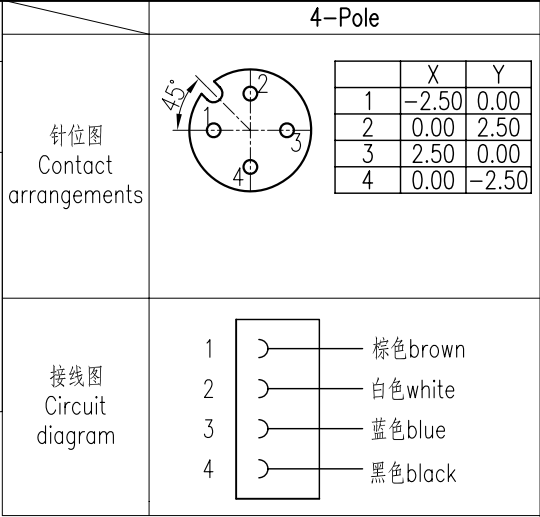 4-Pole
针位图
Contact
arrangements
45°
1
2
3
4
X Y
1 -2.50 0.00
2 0.00 2.50
3 2.50 0.00
4 0.00 -2.50
接线图
Circuit
diagram
1 棕色brown
2 白色white
3 蓝色blue
4 黑色black